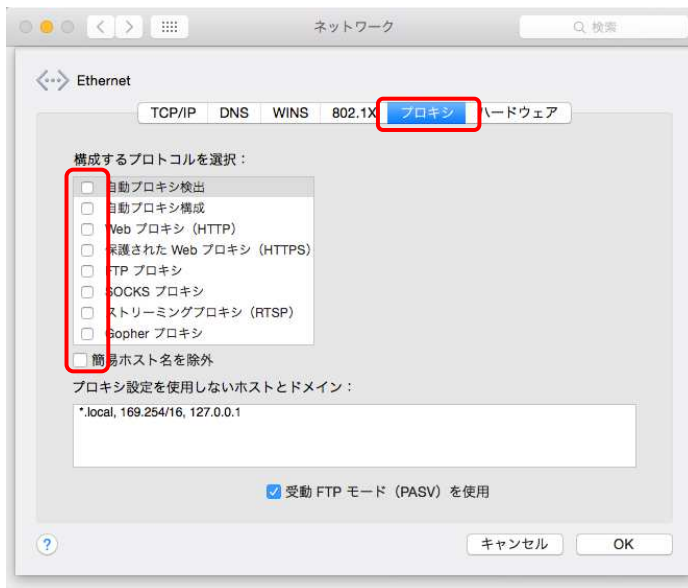 ネットワーク
検索
Ethernet
TCP/IP DNS WINS 802.1X プロキシ ハードウェア
構成するプロトコルを選択：
自動プロキシ検出
自動プロキシ構成
Web プロキシ（HTTP）
保護された Web プロキシ（HTTPS）
FTP プロキシ
SOCKS プロキシ
ストリーミングプロキシ（RTSP）
Gopher プロキシ
簡易ホスト名を除外
プロキシ設定を使用しないホストとドメイン：
*.local, 169.254/16, 127.0.0.1
受動 FTP モード（PASV）を使用
? キャンセル OK